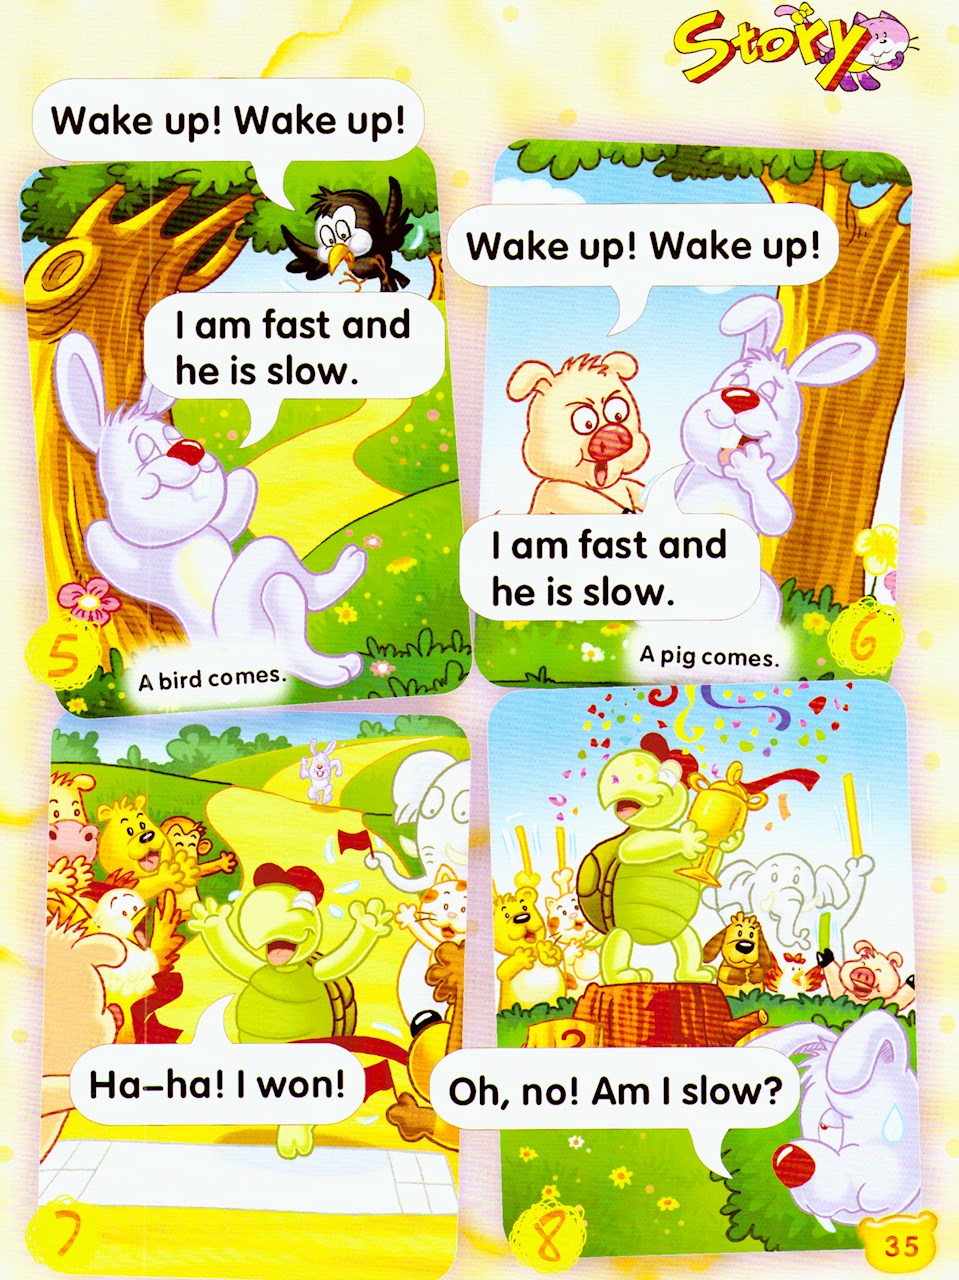 Story
Wake up! Wake up!
I am fast and
he is slow.
5
A bird comes.
Wake up! Wake up!
I am fast and
he is slow.
A pig comes.
6
Ha-ha! I won!
7
2
Oh, no! Am I slow?
8
35